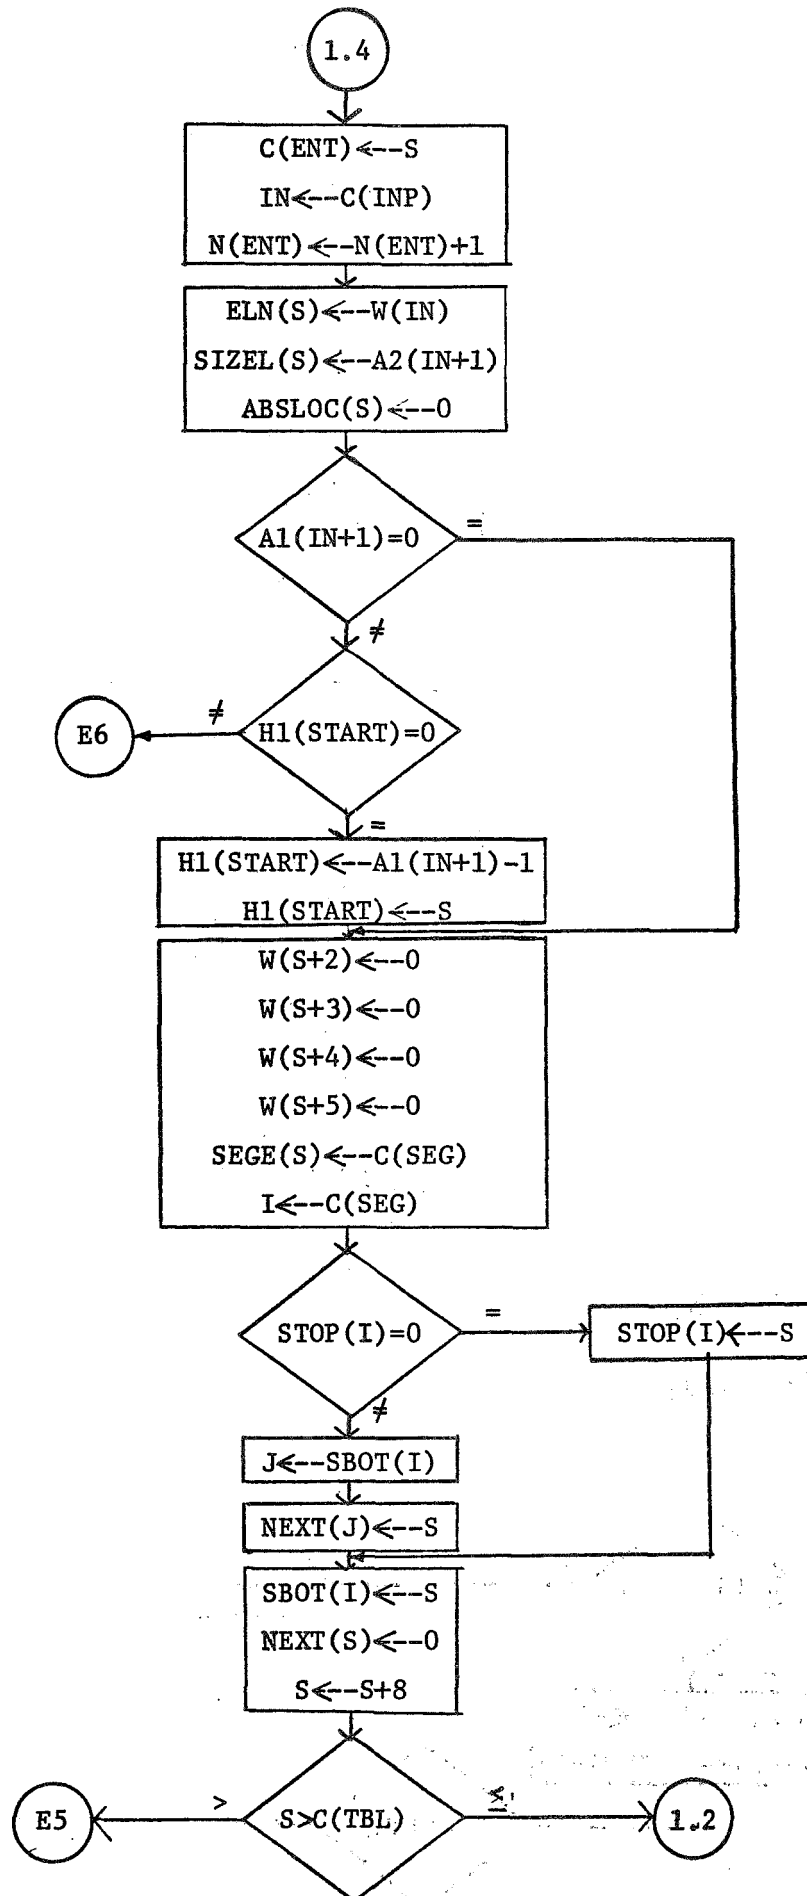 1.4
C(ENT)<--S
IN<--C(INP)
N(ENT)<--N(ENT)+1
ELN(S)<--W(IN)
SIZEL(S)<--A2(IN+1)
ABSLOC(S)<--0
A1(IN+1)=0
=
≠
H1(START)=0
≠
E6
=
H1(START)<--A1(IN+1)-1
H1(START)<--S
W(S+2)<--0
W(S+3)<--0
W(S+4)<--0
W(S+5)<--0
SEGE(S)<--C(SEG)
I<--C(SEG)
STOP(I)=0
=
STOP(I)<---S
≠
J<--SBOT(I)
NEXT(J)<--S
SBOT(I)<--S
NEXT(S)<--0
S<--S+8
E5
>
S>C(TBL)
≤
1.2